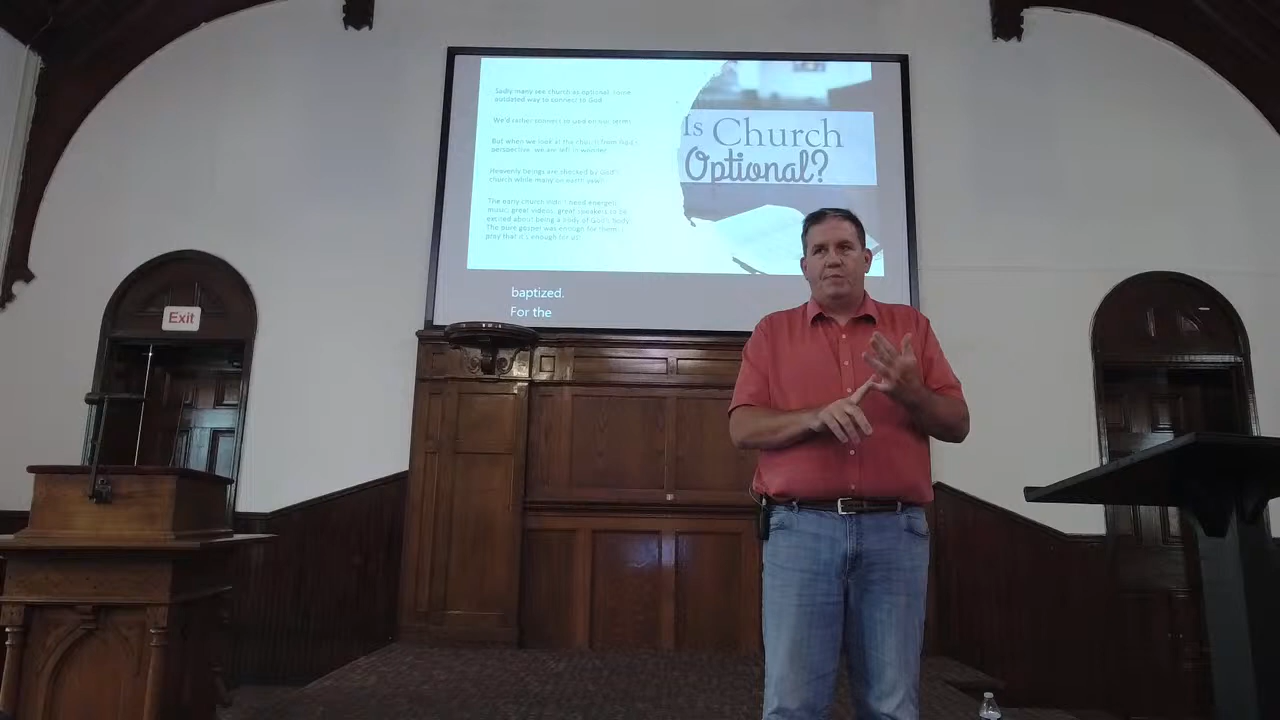 Sadly many see church as optional, some
outdated way to connect to God
We'd rather connect to God on our terms
But when we look at the church from God's
perspective, we are left in wonder
Heavenly beings are shocked by God's
church while many on earth yawn
The early church didn't need energetic
music, great videos, great speakers to be
excited about being a body of God's body
The pure gospel was enough for them, I
pray that it's enough for us
Is Church
Optional?
baptized.
For the
Exit